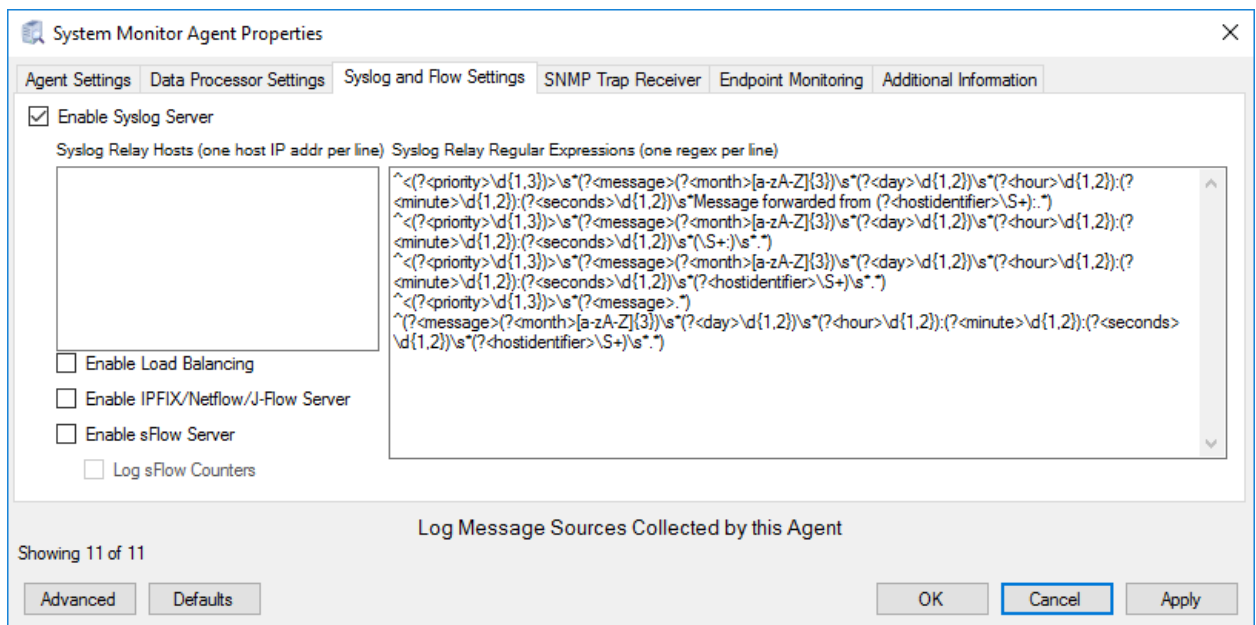 System Monitor Agent Properties
Agent Settings Data Processor Settings Syslog and Flow Settings SNMP Trap Receiver Endpoint Monitoring Additional Information
Enable Syslog Server
Syslog Relay Hosts (one host IP addr per line) Syslog Relay Regular Expressions (one regex per line)
^<(?<priority>\d{1,3})>\s*(?<message>(?<month>[a-zA-Z]{3})\s*(?<day>\d{1,2})\s*(?<hour>\d{1,2}):(?
<minute>\d{1,2}):(?<seconds>\d{1,2})\s*Message forwarded from (?<hostidentifier>\S+):.*)
^<(?<priority>\d{1,3})>\s*(?<message>(?<month>[a-zA-Z]{3})\s*(?<day>\d{1,2})\s*(?<hour>\d{1,2}):(?
<minute>\d{1,2}):(?<seconds>\d{1,2})\s*(\S+:)\s*.*)
^<(?<priority>\d{1,3})>\s*(?<message>(?<month>[a-zA-Z]{3})\s*(?<day>\d{1,2})\s*(?<hour>\d{1,2}):(?
<minute>\d{1,2}):(?<seconds>\d{1,2})\s*(?<hostidentifier>\S+)\s*.*)
^<(?<priority>\d{1,3})>\s*(?<message>.*)
^(?<message>(?<month>[a-zA-Z]{3})\s*(?<day>\d{1,2})\s*(?<hour>\d{1,2}):(?<minute>\d{1,2}):(?<seconds>
\d{1,2})\s*(?<hostidentifier>\S+)\s*.*)
Enable Load Balancing
Enable IPFIX/Netflow/J-Flow Server
Enable sFlow Server
Log sFlow Counters
Log Message Sources Collected by this Agent
Showing 11 of 11
Advanced Defaults OK Cancel Apply